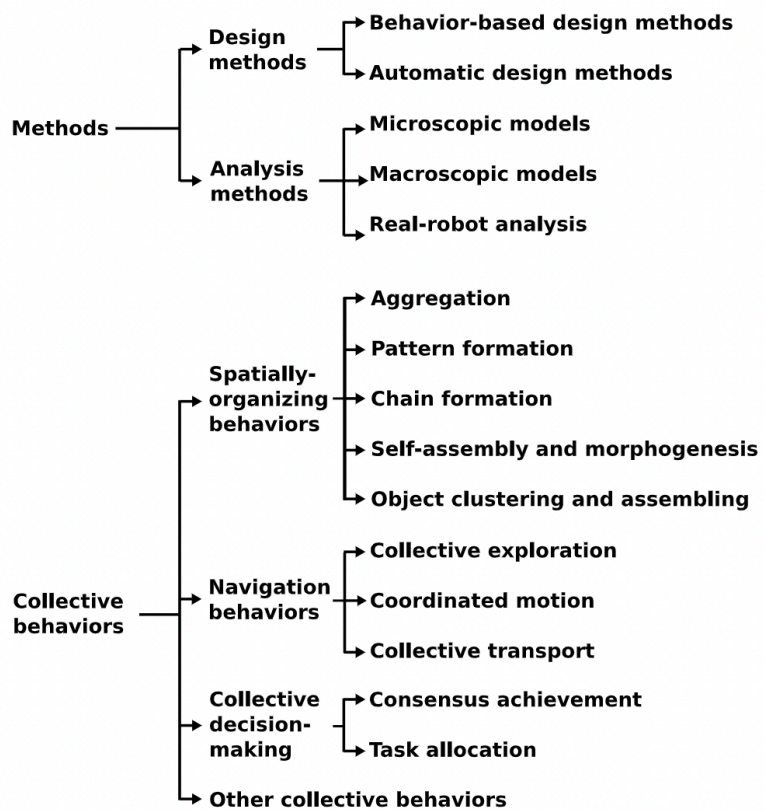 Methods
Design
methods
Behavior-based design methods
Automatic design methods
Analysis
methods
Microscopic models
Macroscopic models
Real-robot analysis
Collective
behaviors
Spatially-
organizing
behaviors
Aggregation
Pattern formation
Chain formation
Self-assembly and morphogenesis
Object clustering and assembling
Navigation
behaviors
Collective exploration
Coordinated motion
Collective transport
Collective
decision-
making
Consensus achievement
Task allocation
Other collective behaviors